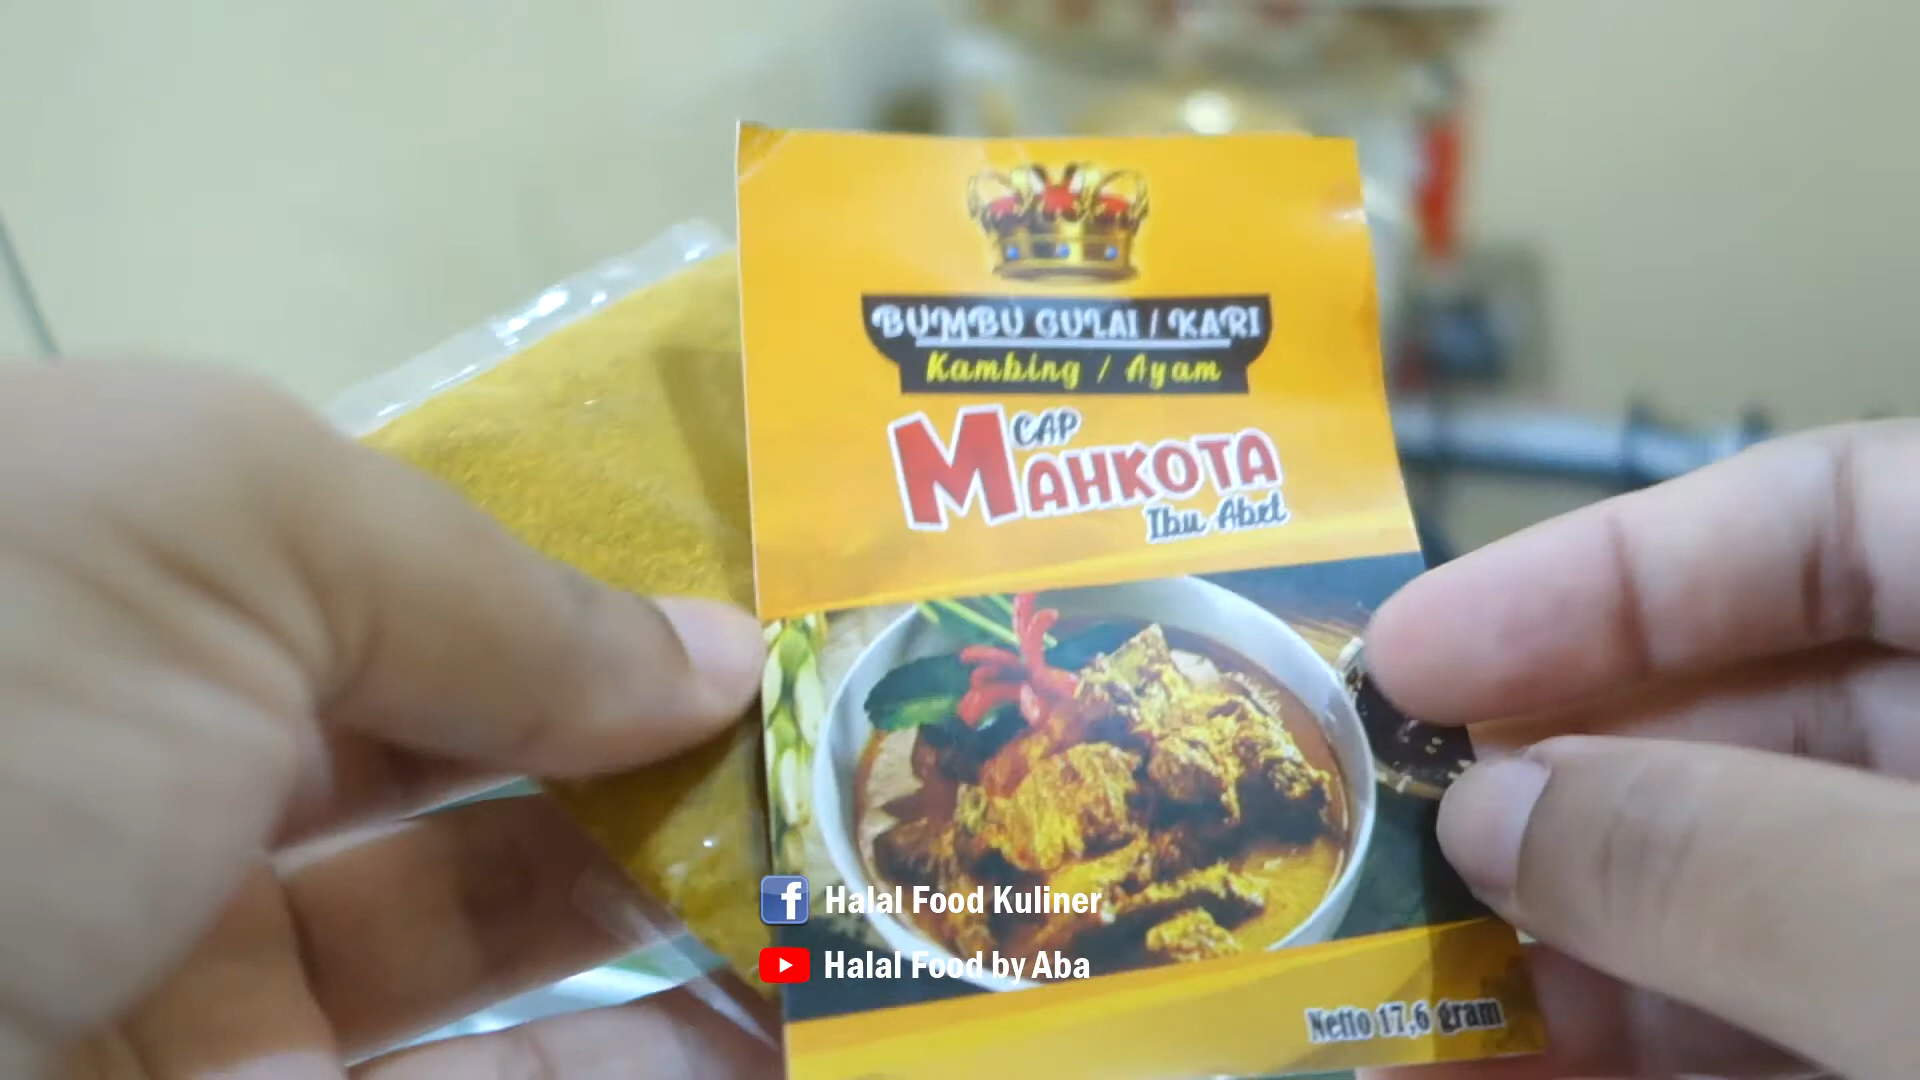 BUMBU GULAI / KARI
Kambing / Ayam
CAP
MAHKOTA
Ibu Abet
Halal Food Kuliner
Halal Food by Aba
Netto 17,6 gram